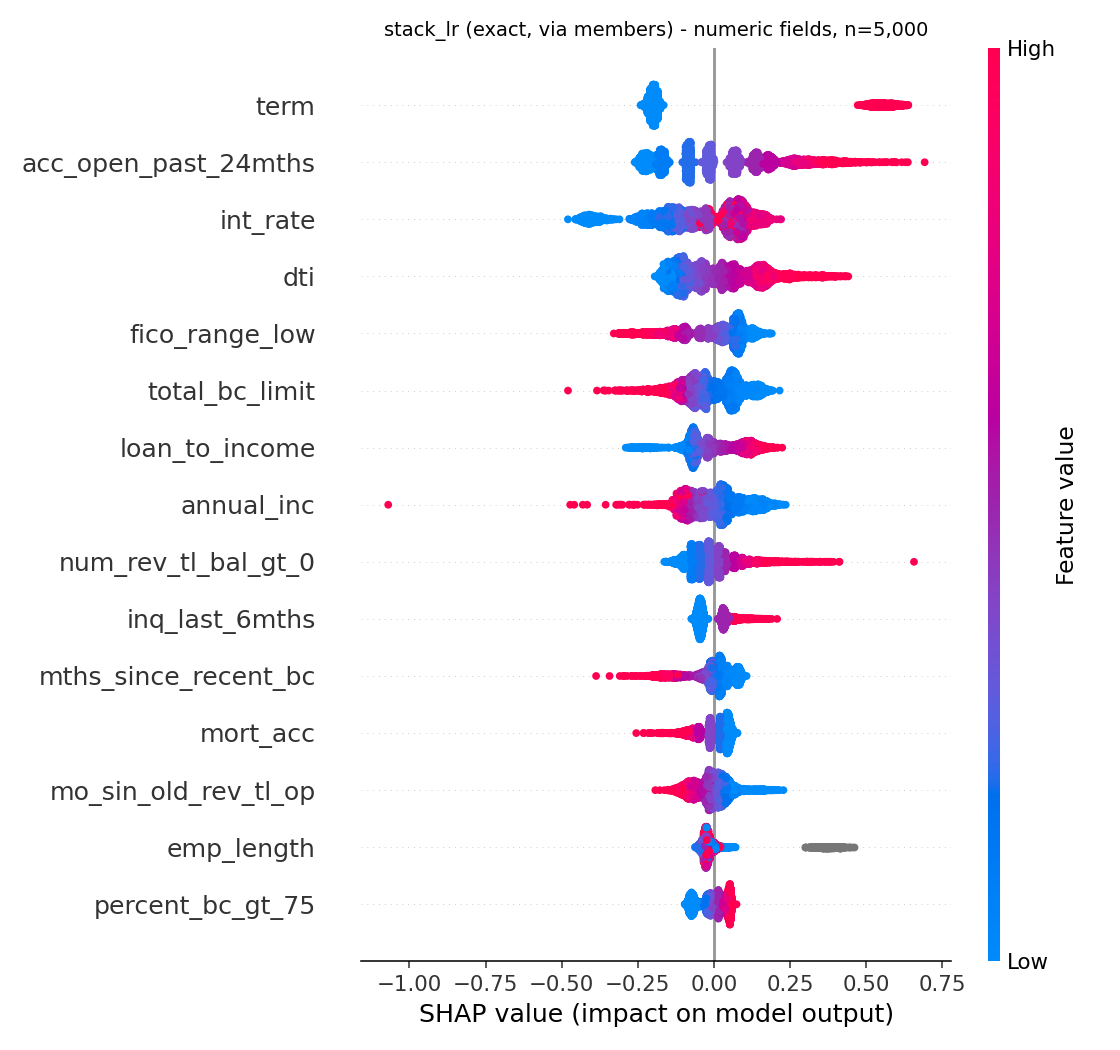 stack_lr (exact, via members) - numeric fields, n=5,000
High
term
acc_open_past_24mths
int_rate
dti
fico_range_low
total_bc_limit
loan_to_income
annual_inc
num_rev_tl_bal_gt_0
inq_last_6mths
mths_since_recent_bc
mort_acc
mo_sin_old_rev_tl_op
emp_length
percent_bc_gt_75
Feature value
Low
−1.00 −0.75 −0.50 −0.25 0.00 0.25 0.50 0.75
SHAP value (impact on model output)